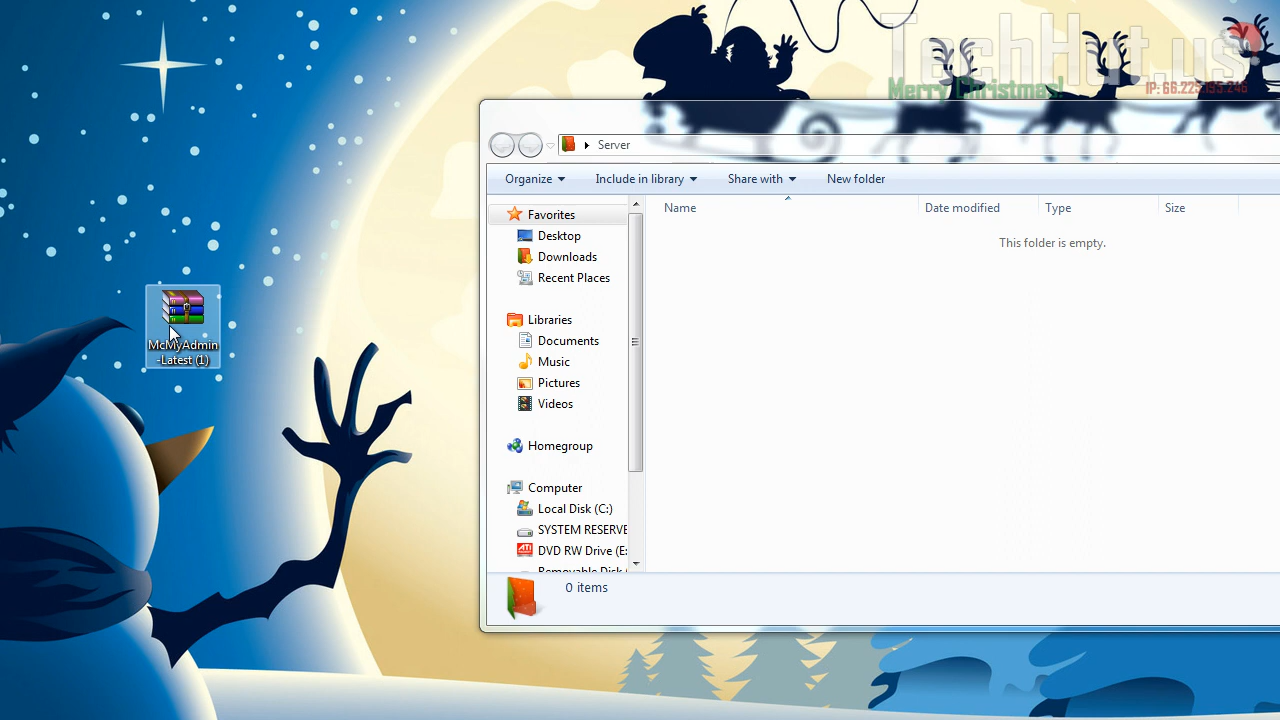 TechHut.us
Merry Christmas!
IP: 66.225.195.246
Server
Organize
Include in library
Share with
New folder
Favorites
Desktop
Downloads
Recent Places
Libraries
Documents
Music
Pictures
Videos
Homegroup
Computer
Local Disk (C:)
SYSTEM RESERVE
DVD RW Drive (E:
Removable Disk
Name
Date modified
Type
Size
This folder is empty.
0 items
McMyAdmin
-Latest (1)